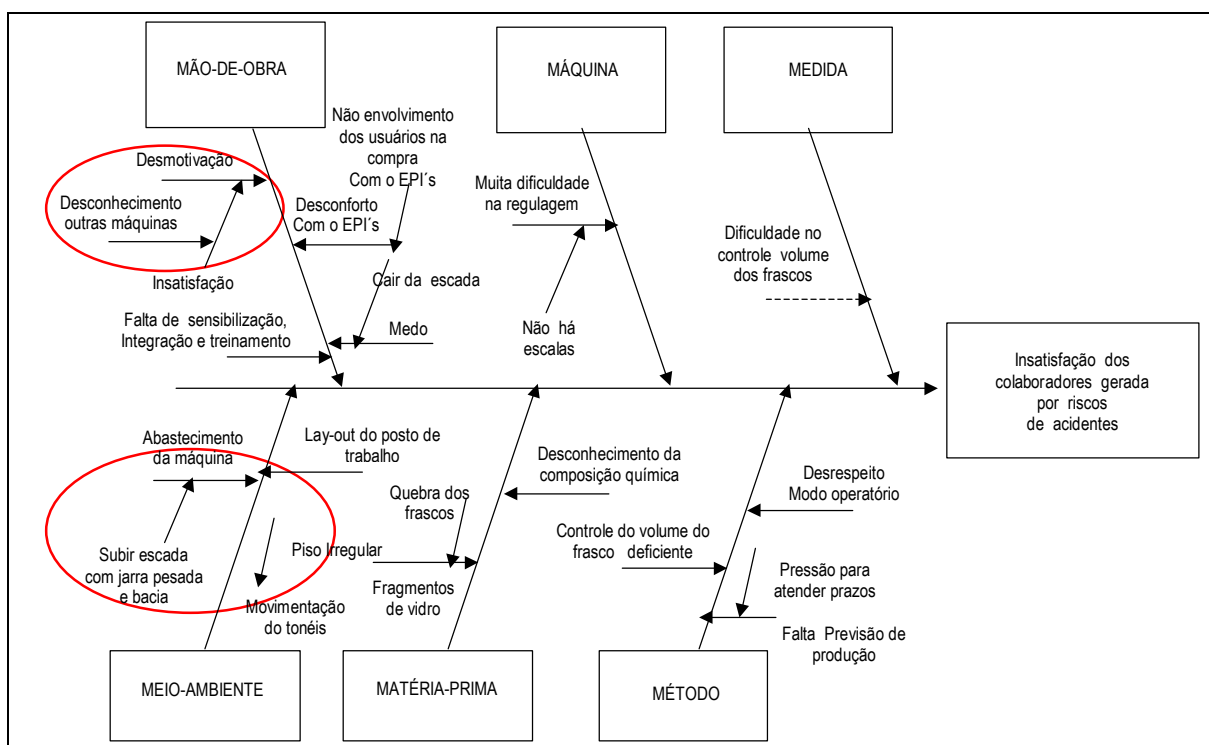 MÃO-DE-OBRA
MÁQUINA
MEDIDA
Não envolvimento
dos usuários na
compra
Com o EPI´s
Desmotivação
Desconhecimento
outras máquinas
Insatisfação
Desconforto
Com o EPI´s
Cair da escada
Falta de sensibilização,
Integração e treinamento
Medo
Muita dificuldade
na regulagem
Não há
escalas
Dificuldade no
controle volume
dos frascos
Insatisfação dos
colaboradores gerada
por riscos
de acidentes
Abastecimento
da máquina
Lay-out do posto de
trabalho
Subir escada
com jarra pesada
e bacia
Movimentação
do tonéis
Desconhecimento da
composição química
Quebra dos
frascos
Piso Irregular
Fragmentos
de vidro
Desrespeito
Modo operatório
Controle do volume do
frasco deficiente
Pressão para
atender prazos
Falta Previsão de
produção
MEIO-AMBIENTE
MATÉRIA-PRIMA
MÉTODO